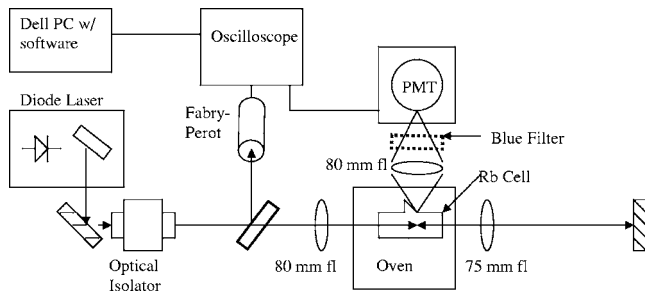 Dell PC w/
software
Oscilloscope
PMT
Diode Laser
Fabry-
Perot
Blue Filter
80 mm fl
Rb Cell
Optical
Isolator
80 mm fl
Oven
75 mm fl